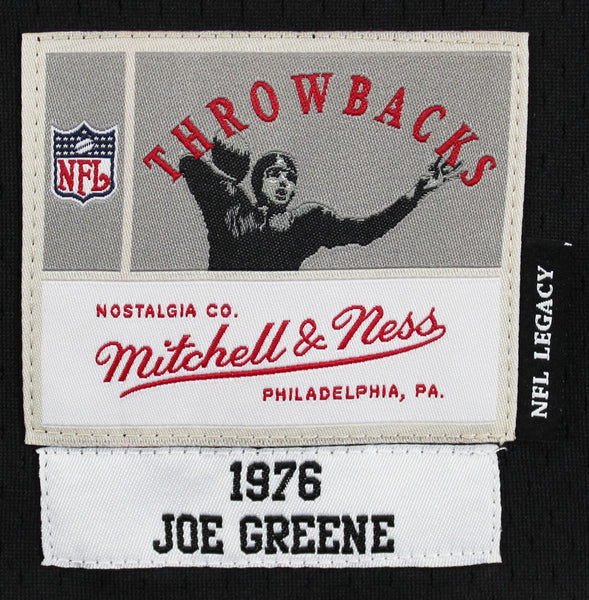 THROWBACKS
NFL
NOSTALGIA CO.
Mitchell & Ness
PHILADELPHIA, PA.
NFL LEGACY
1976
JOE GREENE